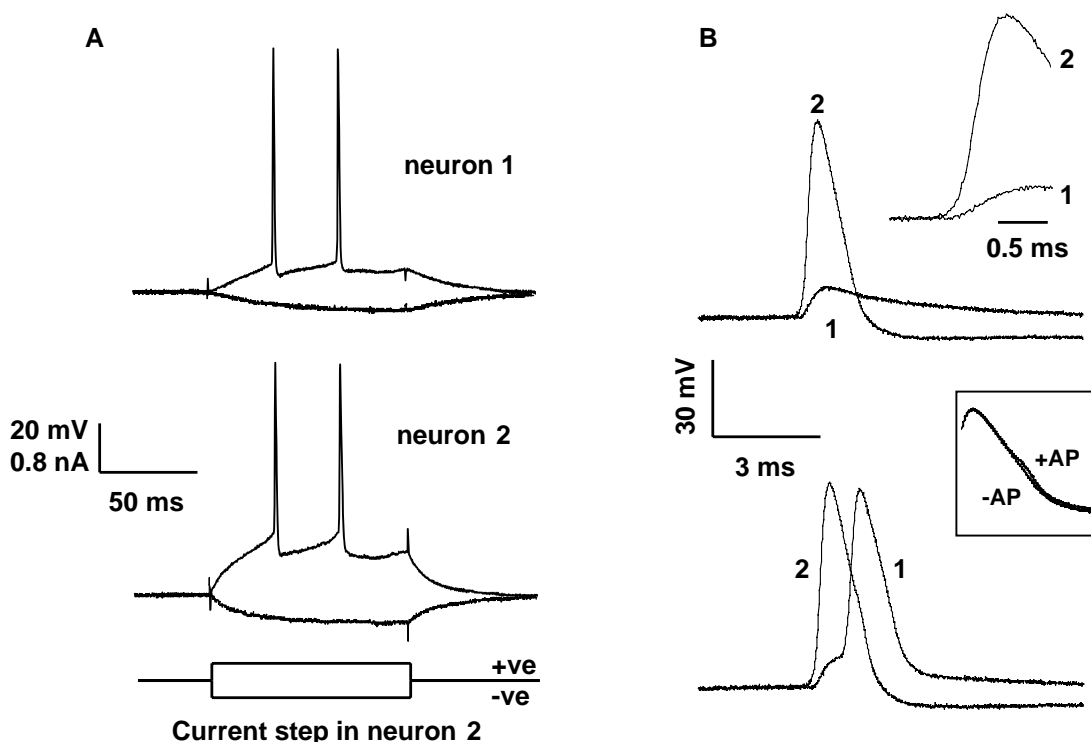 A
neuron 1
neuron 2
20 mV
0.8 nA
50 ms
+ve
-ve
Current step in neuron 2
B
2
1
2
1
0.5 ms
30 mV
3 ms
+AP
-AP
2
1